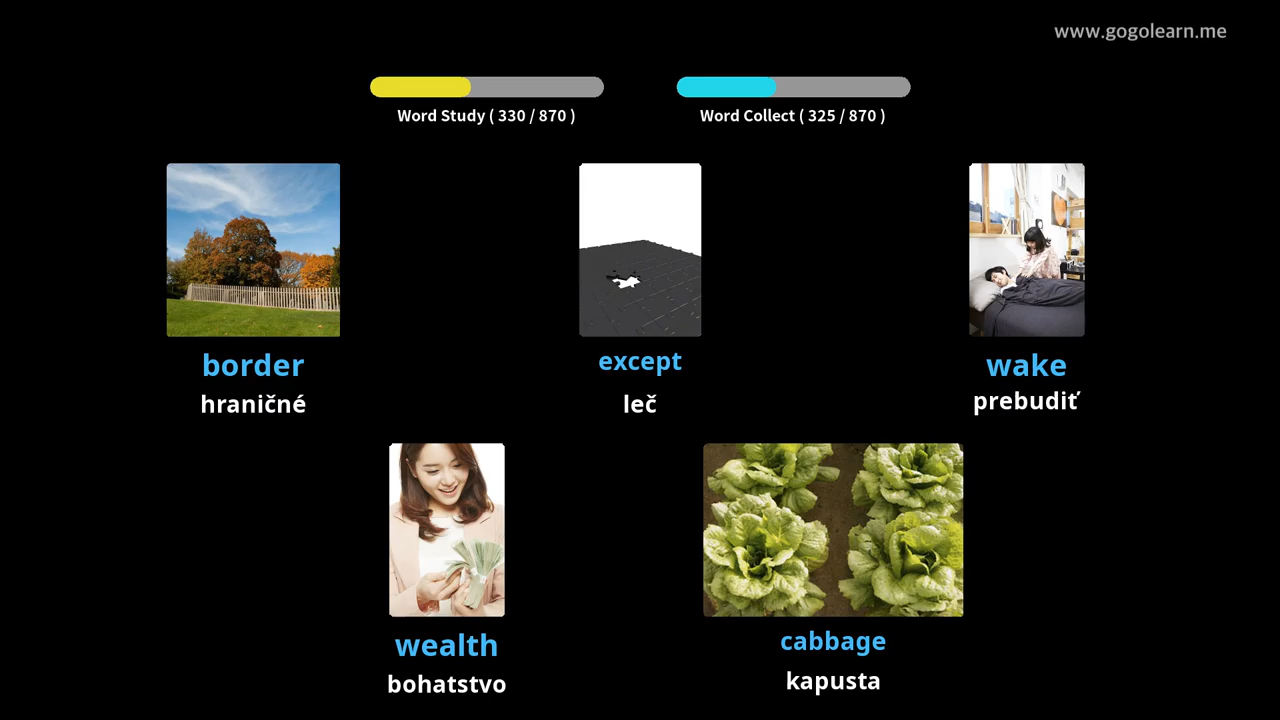 www.gogolearn.me
Word Study ( 330 / 870 )
Word Collect ( 325 / 870 )
border
hraničné
except
leč
wake
prebudiť
wealth
bohatstvo
cabbage
kapusta